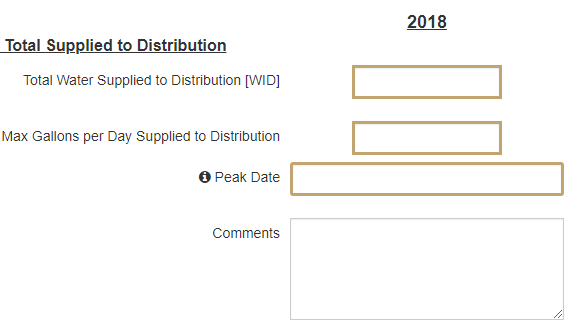 2018
Total Supplied to Distribution
Total Water Supplied to Distribution [WID]
Max Gallons per Day Supplied to Distribution
Peak Date
Comments